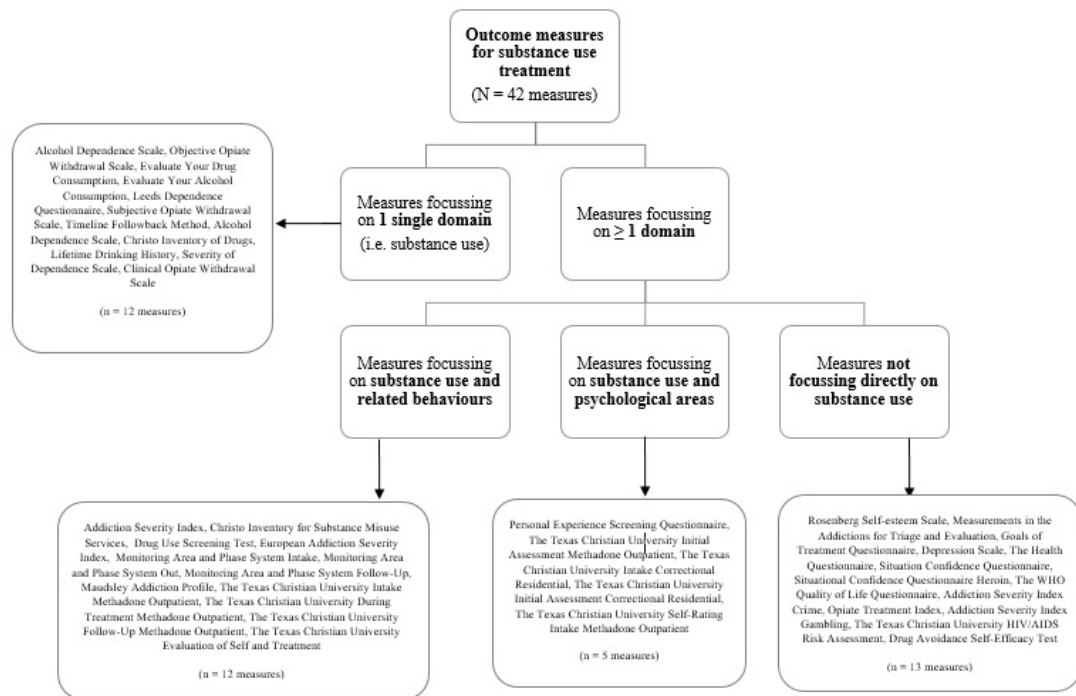 Outcome measures
for substance use
treatment
(N = 42 measures)
Alcohol Dependence Scale, Objective Opiate
Withdrawal Scale, Evaluate Your Drug
Consumption, Evaluate Your Alcohol
Consumption, Leeds Dependence
Questionnaire, Subjective Opiate Withdrawal
Scale, Timeline Followback Method, Alcohol
Dependence Scale, Christo Inventory of Drugs,
Lifetime Drinking History, Severity of
Dependence Scale, Clinical Opiate Withdrawal
Scale
(n = 12 measures)
Measures focussing
on 1 single domain
(i.e. substance use)
Measures focussing
on ≥ 1 domain
Measures focussing
on substance use and
related behaviours
Measures focussing
on substance use and
psychological areas
Measures not
focussing directly on
substance use
Addiction Severity Index, Christo Inventory for Substance Misuse
Services, Drug Use Screening Test, European Addiction Severity
Index, Monitoring Area and Phase System Intake, Monitoring Area
and Phase System Out, Monitoring Area and Phase System Follow-Up,
Maudsley Addiction Profile, The Texas Christian University Intake
Methadone Outpatient, The Texas Christian University During
Treatment Methadone Outpatient, The Texas Christian University
Follow-Up Methadone Outpatient, The Texas Christian University
Evaluation of Self and Treatment
(n = 12 measures)
Personal Experience Screening Questionnaire,
The Texas Christian University Initial
Assessment Methadone Outpatient, The Texas
Christian University Intake Correctional
Residential, The Texas Christian University
Initial Assessment Correctional Residential,
The Texas Christian University Self-Rating
Intake Methadone Outpatient
(n = 5 measures)
Rosenberg Self-esteem Scale, Measurements in the
Addictions for Triage and Evaluation, Goals of
Treatment Questionnaire, Depression Scale, The Health
Questionnaire, Situation Confidence Questionnaire,
Situational Confidence Questionnaire Heroin, The WHO
Quality of Life Questionnaire, Addiction Severity Index
Crime, Opiate Treatment Index, Addiction Severity Index
Gambling, The Texas Christian University HIV/AIDS
Risk Assessment, Drug Avoidance Self-Efficacy Test
(n = 13 measures)